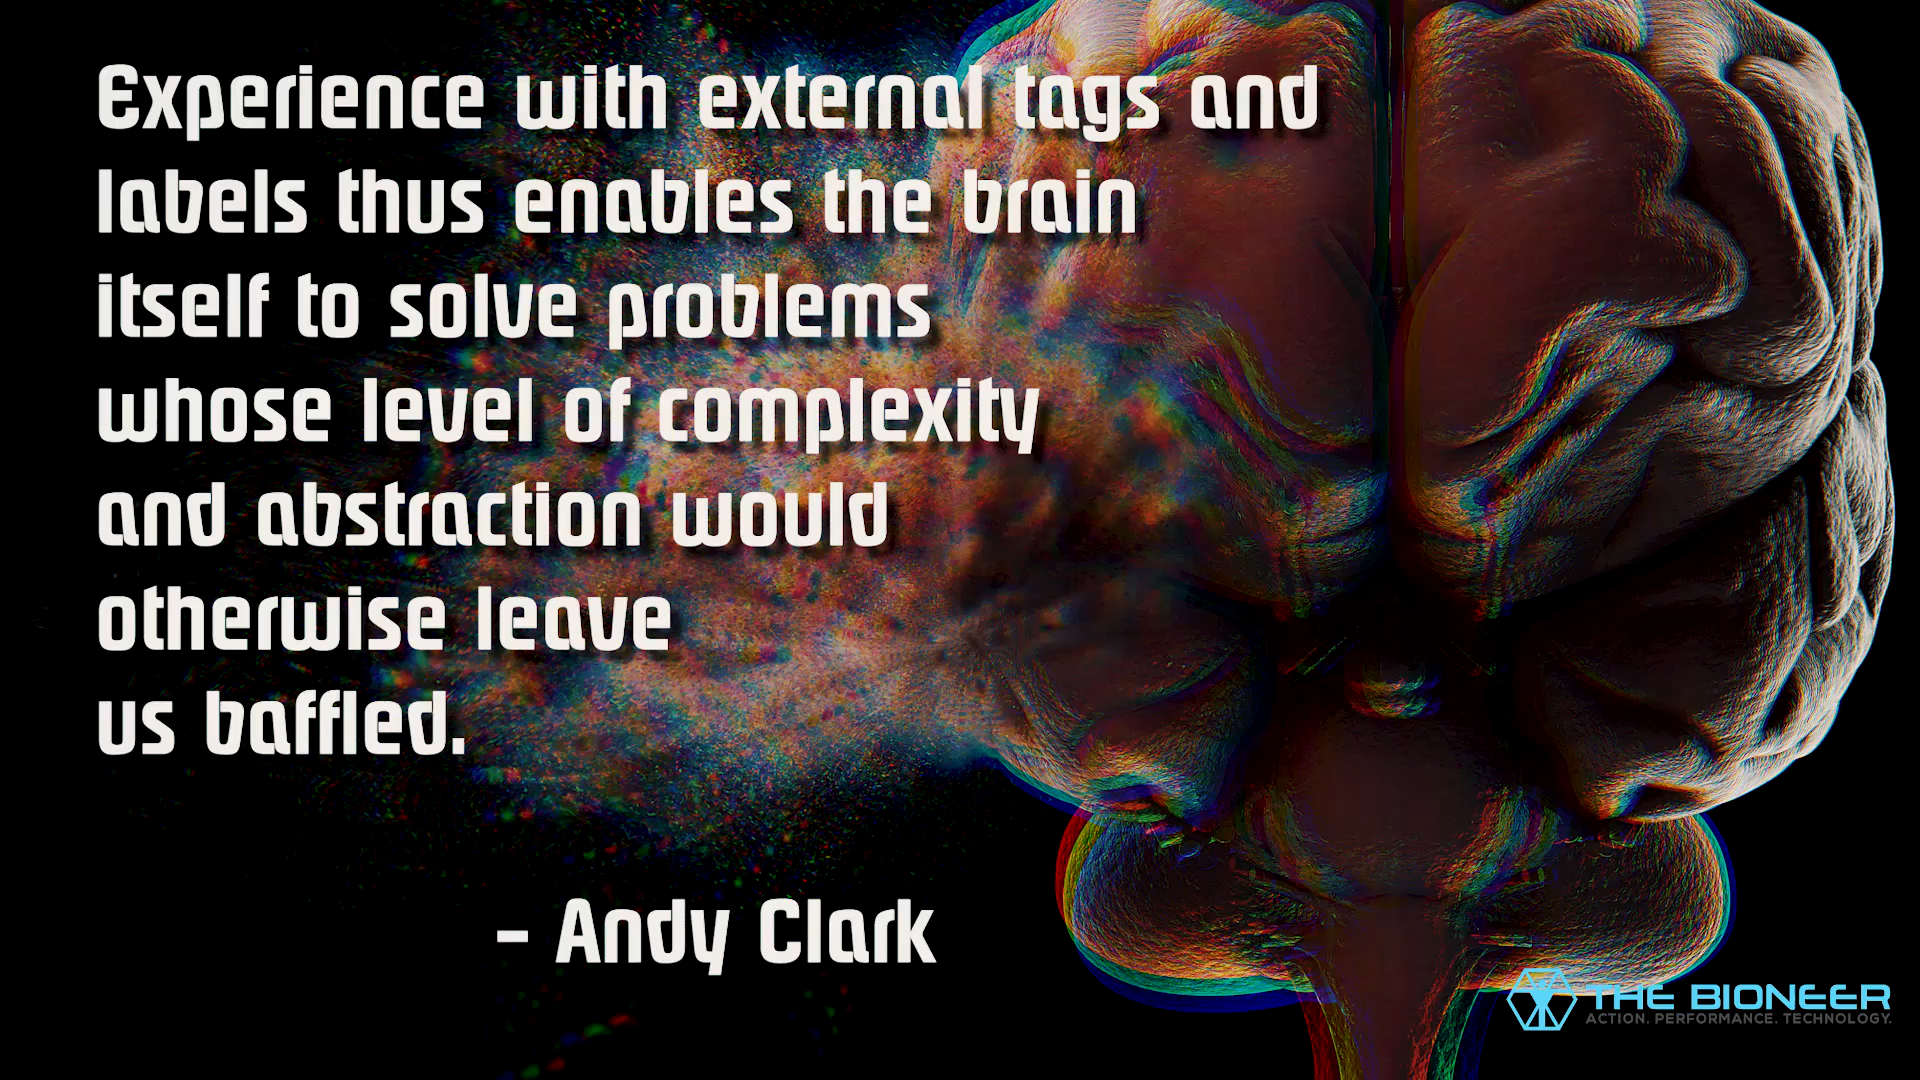 Experience with external tags and
labels thus enables the brain
itself to solve problems
whose level of complexity
and abstraction would
otherwise leave
us baffled.
- Andy Clark
THE BIONEER
ACTION. PERFORMANCE. TECHNOLOGY.